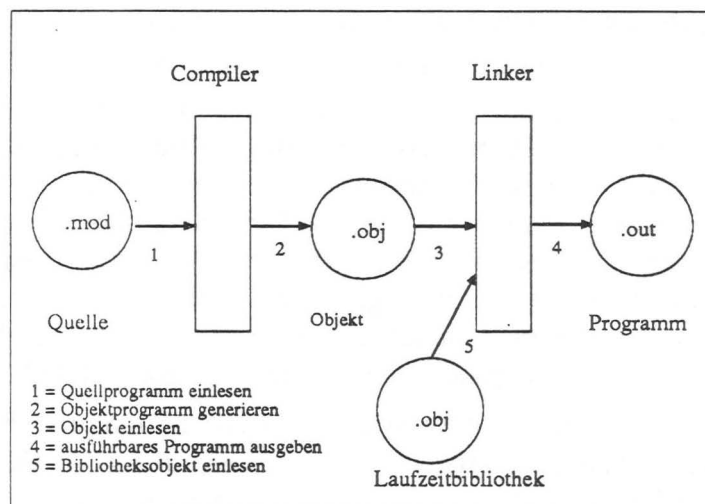 Compiler
Linker
.mod
1
2
.obj
3
4
.out
Quelle
Objekt
5
Programm
.obj
Laufzeitbibliothek
1 = Quellprogramm einlesen
2 = Objektprogramm generieren
3 = Objekt einlesen
4 = ausführbares Programm ausgeben
5 = Bibliotheksobjekt einlesen